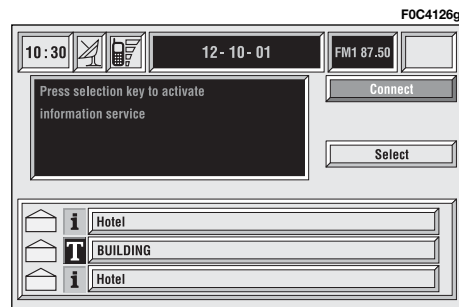 F0C4126g
10:30 12-10-01 FM1 87.50
Press selection key to activate
information service
Connect
Select
i Hotel
T BUILDING
i Hotel